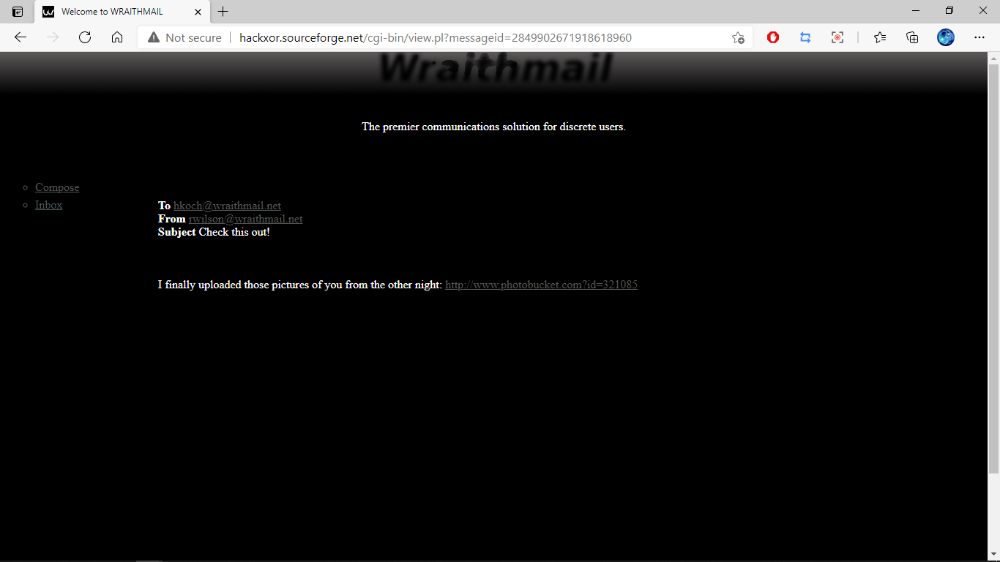 Welcome to WRAITHMAIL
Not secure | hackxor.sourceforge.net/cgi-bin/view.pl?messageid=2849902671918618960
Wraithmail
The premier communications solution for discrete users.
Compose
Inbox
To hkoch@wraithmail.net
From rwilson@wraithmail.net
Subject Check this out!
I finally uploaded those pictures of you from the other night: http://www.photobucket.com?id=321085